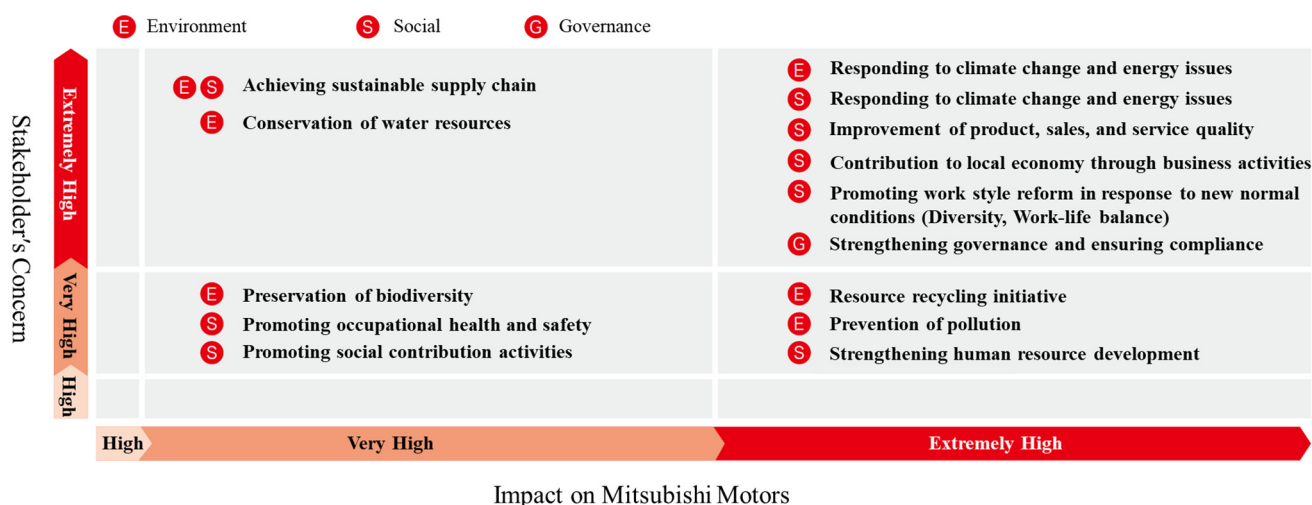 E Environment
S Social
G Governance
Stakeholder's Concern
Extremely High
Very High
High
E S Achieving sustainable supply chain
E Conservation of water resources
E Responding to climate change and energy issues
S Responding to climate change and energy issues
S Improvement of product, sales, and service quality
S Contribution to local economy through business activities
S Promoting work style reform in response to new normal
conditions (Diversity, Work-life balance)
G Strengthening governance and ensuring compliance
E Preservation of biodiversity
S Promoting occupational health and safety
S Promoting social contribution activities
E Resource recycling initiative
E Prevention of pollution
S Strengthening human resource development
High
Very High
Extremely High
Impact on Mitsubishi Motors